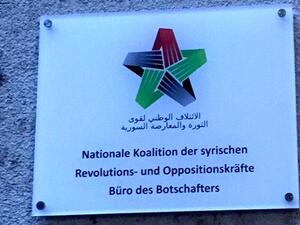 الائتلاف الوطني لقوى
الثورة والمعارضة السورية
Nationale Koalition der syrischen
Revolutions- und Oppositionskräfte
Büro des Botschafters